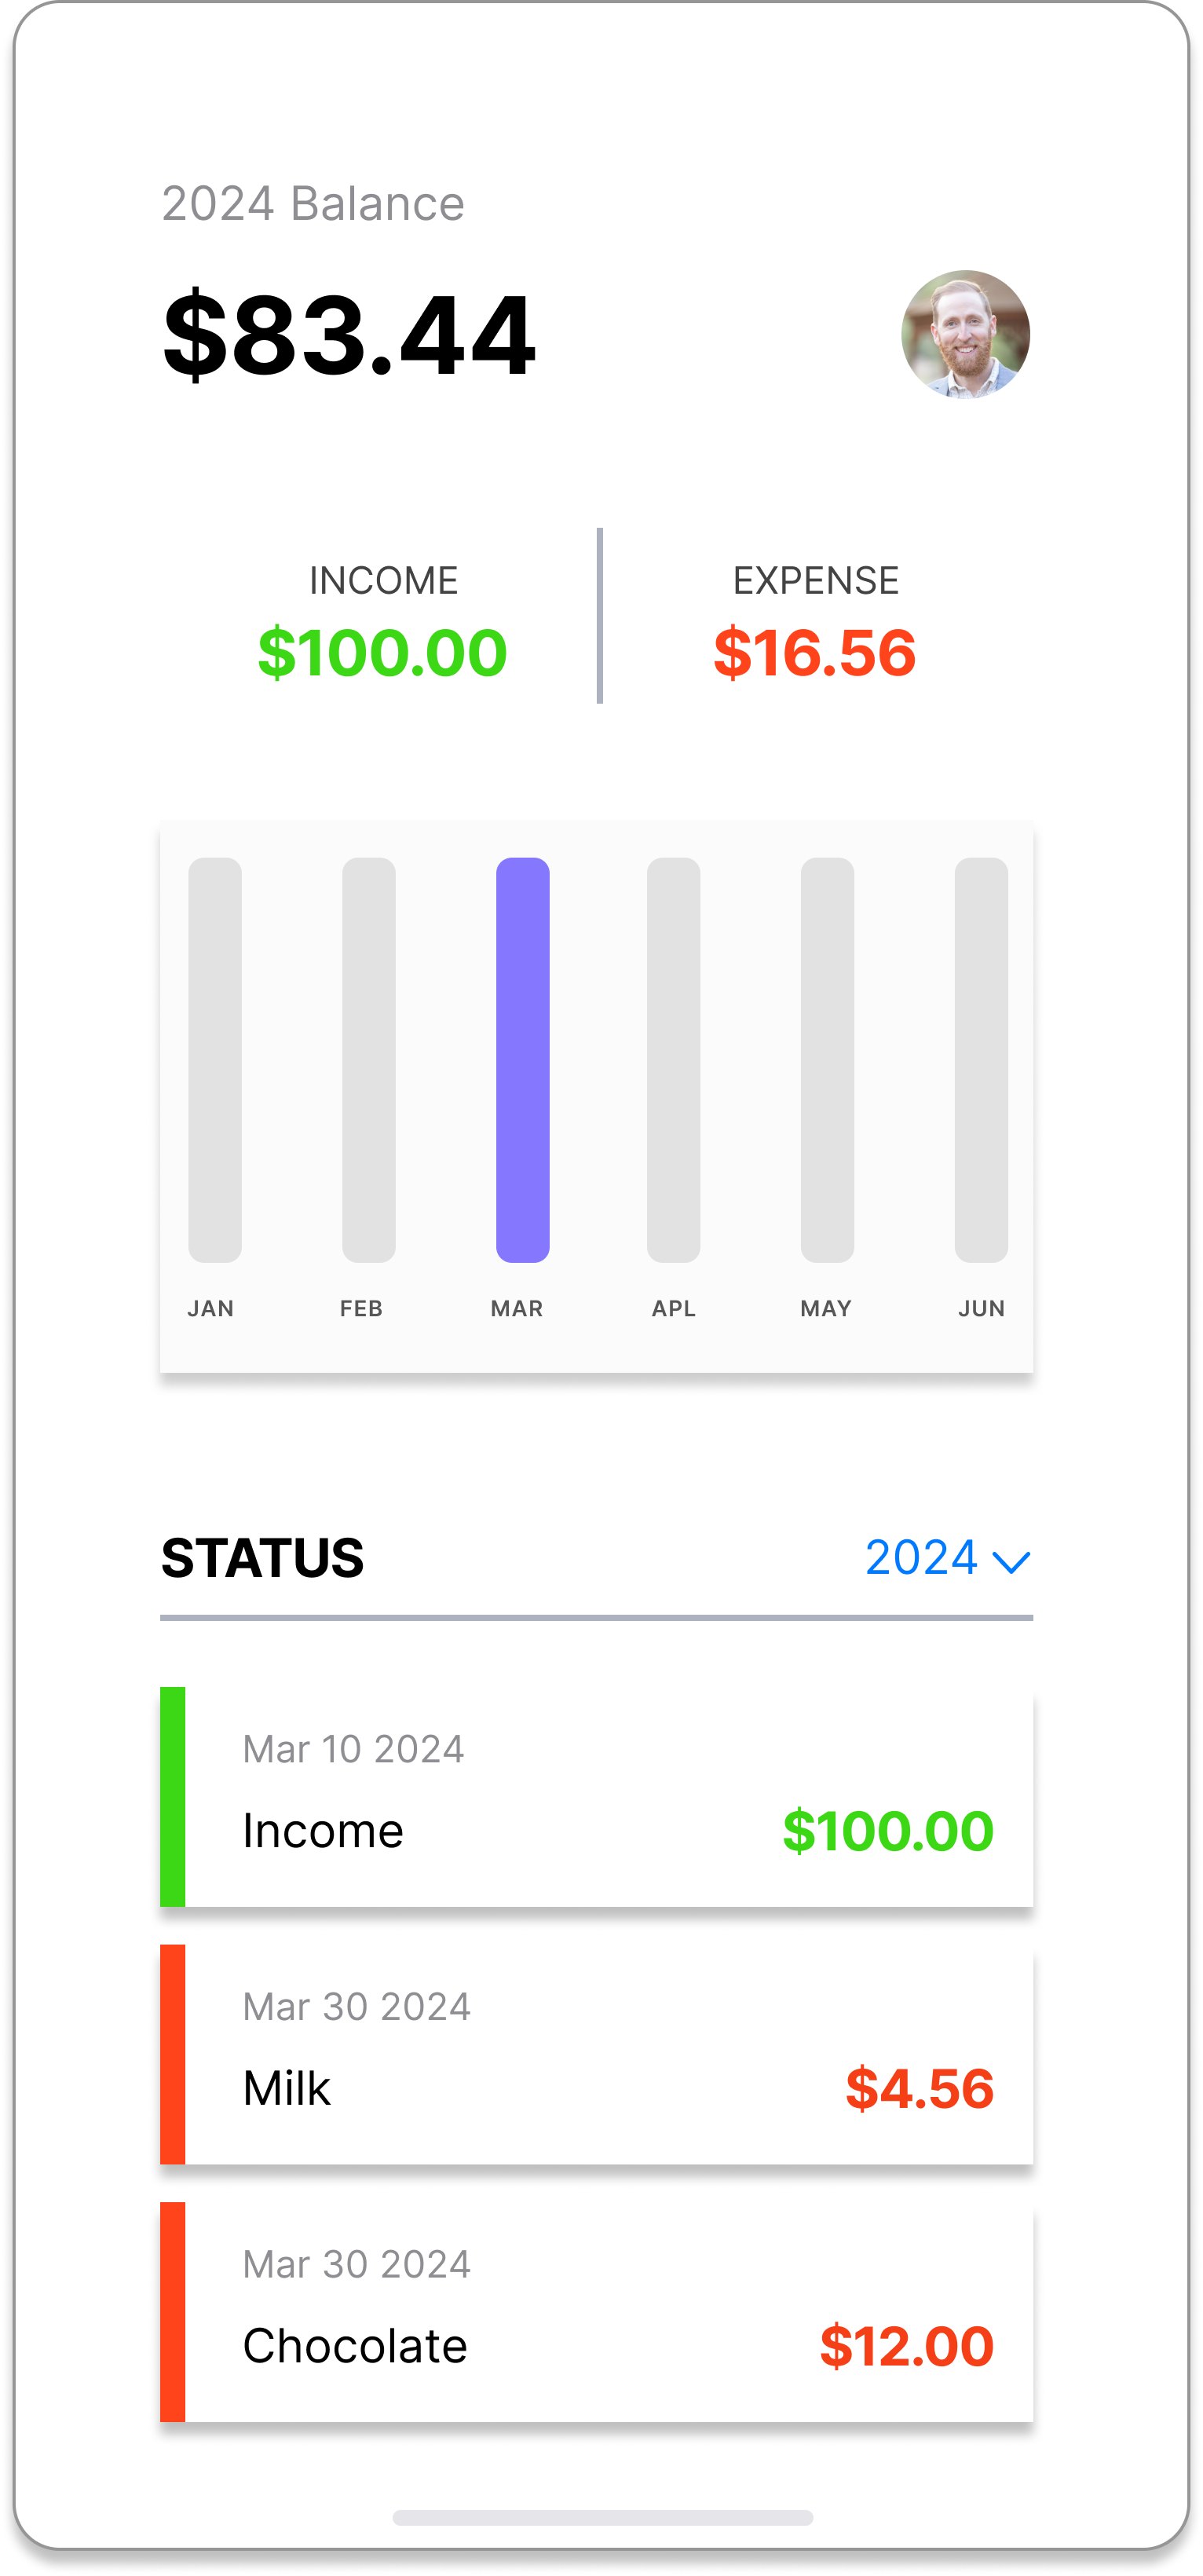 2024 Balance
$83.44
INCOME
EXPENSE
$100.00
$16.56
JAN FEB MAR APL MAY JUN
STATUS
2024
Mar 10 2024
Income
$100.00
Mar 30 2024
Milk
$4.56
Mar 30 2024
Chocolate
$12.00